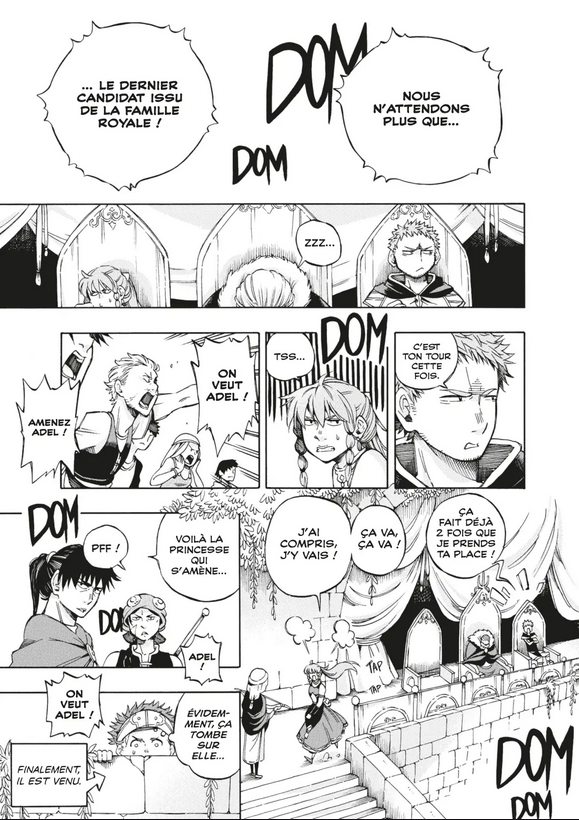 NOUS
N'ATTENDONS
PLUS QUE...
DOM
DOM
... LE DERNIER
CANDIDAT ISSU
DE LA FAMILLE
ROYALE !
ZZZ...
C'EST
TON TOUR
CETTE
FOIS.
DOM
TSS...
ON
VEUT
ADEL !
AMENEZ
ADEL !
ÇA
FAIT DÉJÀ
2 FOIS QUE
JE PRENDS
TA PLACE !
ÇA VA,
ÇA VA !
J'AI
COMPRIS,
J'Y VAIS !
TAP
TAP
DOM
DOM
VOILÀ LA
PRINCESSE
QUI
S'AMÈNE...
PFF !
DOM
DOM
ADEL !
ÉVIDEM-
MENT, ÇA
TOMBE
SUR
ELLE...
ON
VEUT
ADEL !
FINALEMENT,
IL EST VENU.